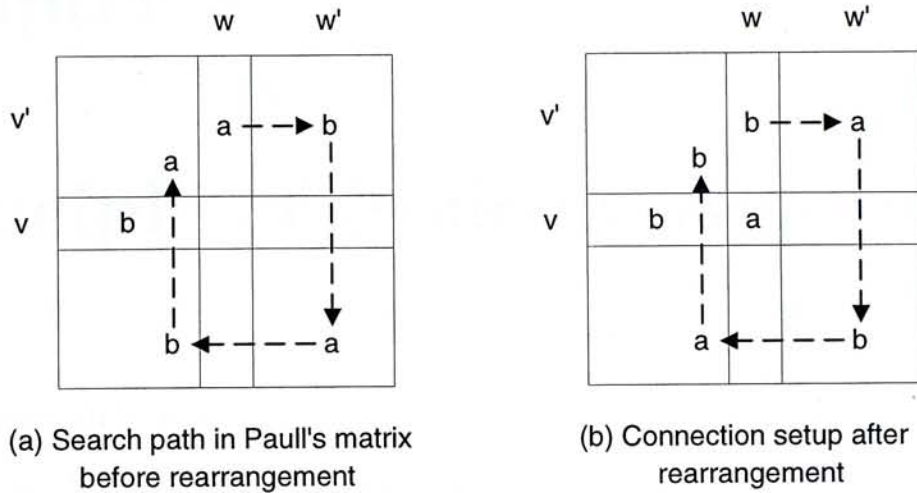 w w'
v' a b
a
v b
b a
(a) Search path in Paull's matrix
before rearrangement
w w'
v' b a
b
v b a
a b
(b) Connection setup after
rearrangement